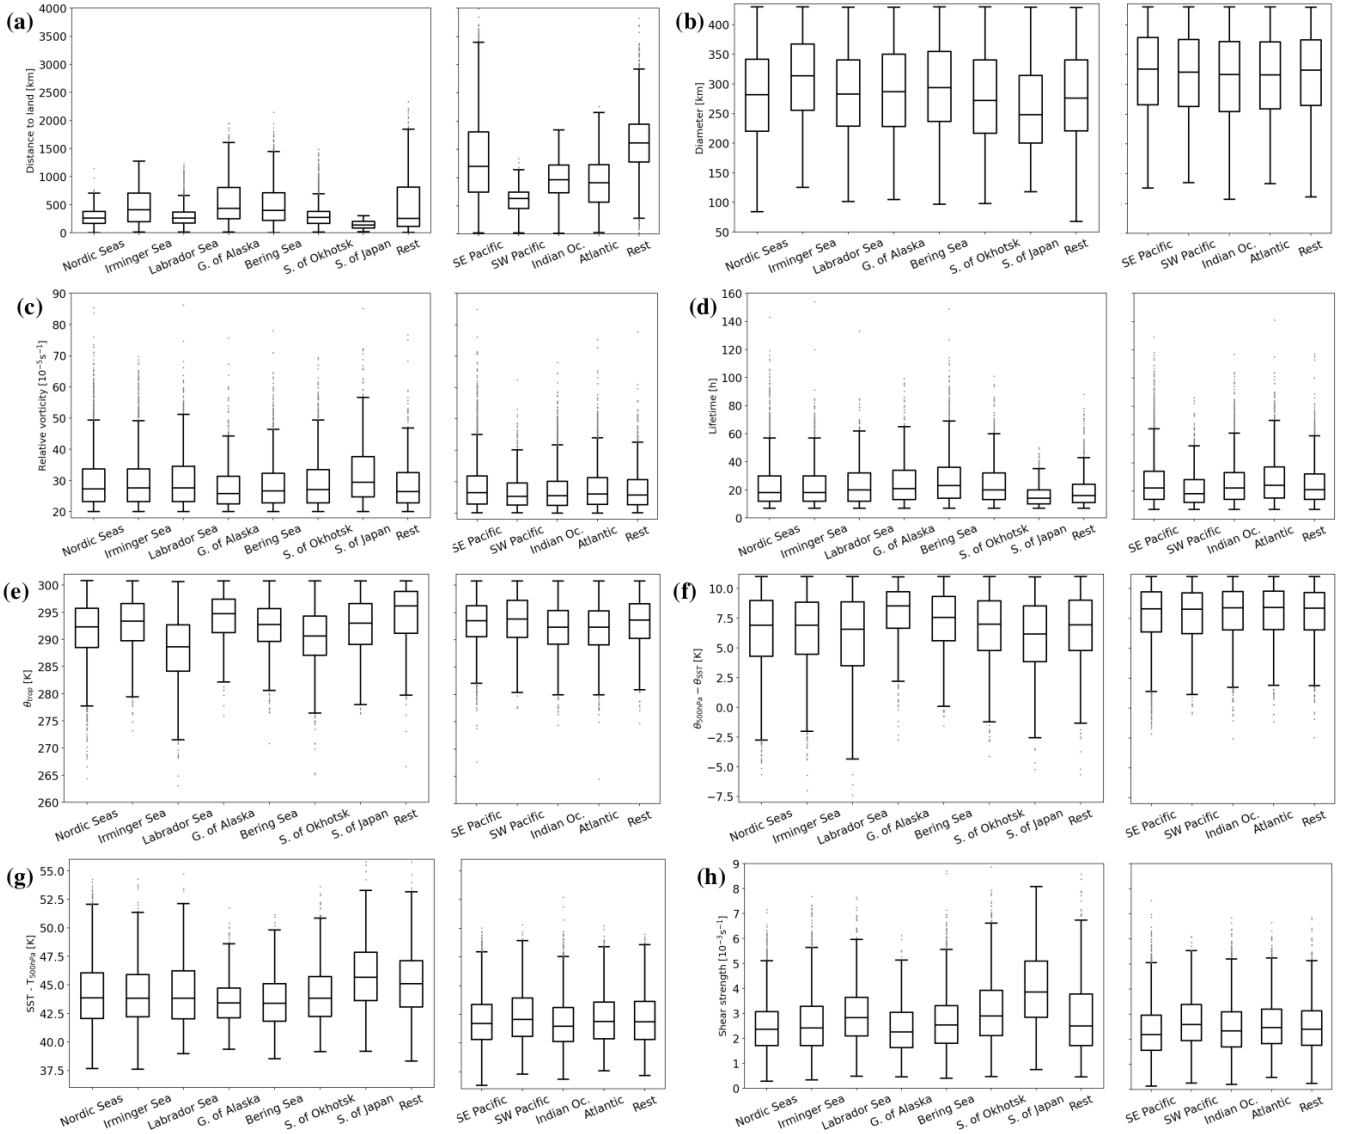 (a)
Distance to land [km]
4000
3500
3000
2500
2000
1500
1000
500
0
Nordic Seas
Irminger Sea
Labrador Sea
G. of Alaska
Bering Sea
S. of Okhotsk
S. of Japan
Rest
SE Pacific
SW Pacific
Indian Oc.
Atlantic
Rest
(b)
Diameter [km]
400
350
300
250
200
150
100
50
Nordic Seas
Irminger Sea
Labrador Sea
G. of Alaska
Bering Sea
S. of Okhotsk
S. of Japan
Rest
SE Pacific
SW Pacific
Indian Oc.
Atlantic
Rest
(c)
Relative vorticity [10⁻⁵s⁻¹]
90
80
70
60
50
40
30
20
Nordic Seas
Irminger Sea
Labrador Sea
G. of Alaska
Bering Sea
S. of Okhotsk
S. of Japan
Rest
SE Pacific
SW Pacific
Indian Oc.
Atlantic
Rest
(d)
Lifetime [h]
160
140
120
100
80
60
40
20
0
Nordic Seas
Irminger Sea
Labrador Sea
G. of Alaska
Bering Sea
S. of Okhotsk
S. of Japan
Rest
SE Pacific
SW Pacific
Indian Oc.
Atlantic
Rest
(e)
θtrop [K]
300
295
290
285
280
275
270
265
260
Nordic Seas
Irminger Sea
Labrador Sea
G. of Alaska
Bering Sea
S. of Okhotsk
S. of Japan
Rest
SE Pacific
SW Pacific
Indian Oc.
Atlantic
Rest
(f)
θ500hPa − θSST [K]
10.0
7.5
5.0
2.5
0.0
−2.5
−5.0
−7.5
Nordic Seas
Irminger Sea
Labrador Sea
G. of Alaska
Bering Sea
S. of Okhotsk
S. of Japan
Rest
SE Pacific
SW Pacific
Indian Oc.
Atlantic
Rest
(g)
SST - T500hPa [K]
55.0
52.5
50.0
47.5
45.0
42.5
40.0
37.5
Nordic Seas
Irminger Sea
Labrador Sea
G. of Alaska
Bering Sea
S. of Okhotsk
S. of Japan
Rest
SE Pacific
SW Pacific
Indian Oc.
Atlantic
Rest
(h)
Shear strength [10⁻³s⁻¹]
9
8
7
6
5
4
3
2
1
0
Nordic Seas
Irminger Sea
Labrador Sea
G. of Alaska
Bering Sea
S. of Okhotsk
S. of Japan
Rest
SE Pacific
SW Pacific
Indian Oc.
Atlantic
Rest